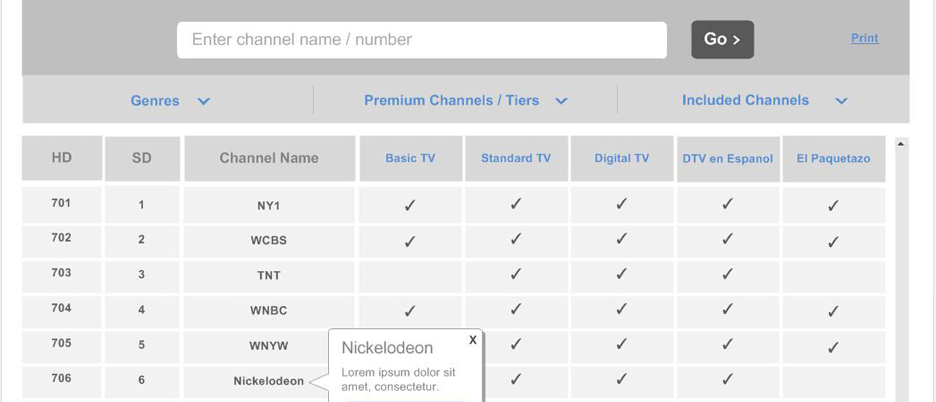 Enter channel name / number
Go >
Print
Genres
Premium Channels / Tiers
Included Channels
HD SD Channel Name Basic TV Standard TV Digital TV DTV en Espanol El Paquetazo
701 1 NY1 ✓ ✓ ✓ ✓ ✓
702 2 WCBS ✓ ✓ ✓ ✓ ✓
703 3 TNT ✓ ✓ ✓
704 4 WNBC ✓ ✓ ✓ ✓ ✓
705 5 WNYW ✓ ✓ ✓ ✓
706 6 Nickelodeon ✓ ✓ ✓
X
Nickelodeon
Lorem ipsum dolor sit
amet, consectetur.